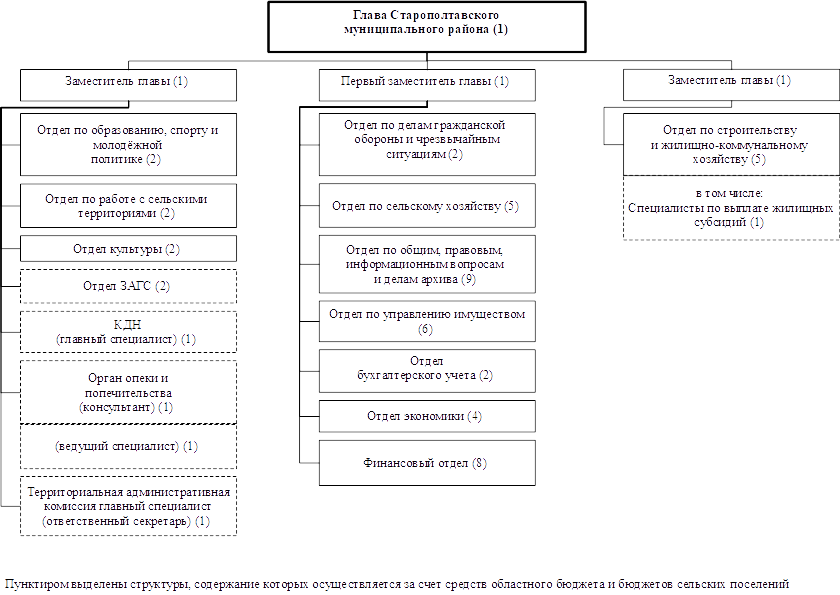 Глава Старополтавского
муниципального района (1)
Заместитель главы (1)
Отдел по образованию, спорту и
молодёжной
политике (2)
Отдел по работе с сельскими
территориями (2)
Отдел культуры (2)
Отдел ЗАГС (2)
КДН
(главный специалист) (1)
Орган опеки и
попечительства
(консультант) (1)
(ведущий специалист) (1)
Территориальная административная
комиссия главный специалист
(ответственный секретарь) (1)
Первый заместитель главы (1)
Отдел по делам гражданской
обороны и чрезвычайным
ситуациям (2)
Отдел по сельскому хозяйству (5)
Отдел по общим, правовым,
информационным вопросам
и делам архива (9)
Отдел по управлению имуществом
(6)
Отдел
бухгалтерского учета (2)
Отдел экономики (4)
Финансовый отдел (8)
Заместитель главы (1)
Отдел по строительству
и жилищно-коммунальному
хозяйству (5)
в том числе:
Специалисты по выплате жилищных
субсидий (1)
Пунктиром выделены структуры, содержание которых осуществляется за счет средств областного бюджета и бюджетов сельских поселений